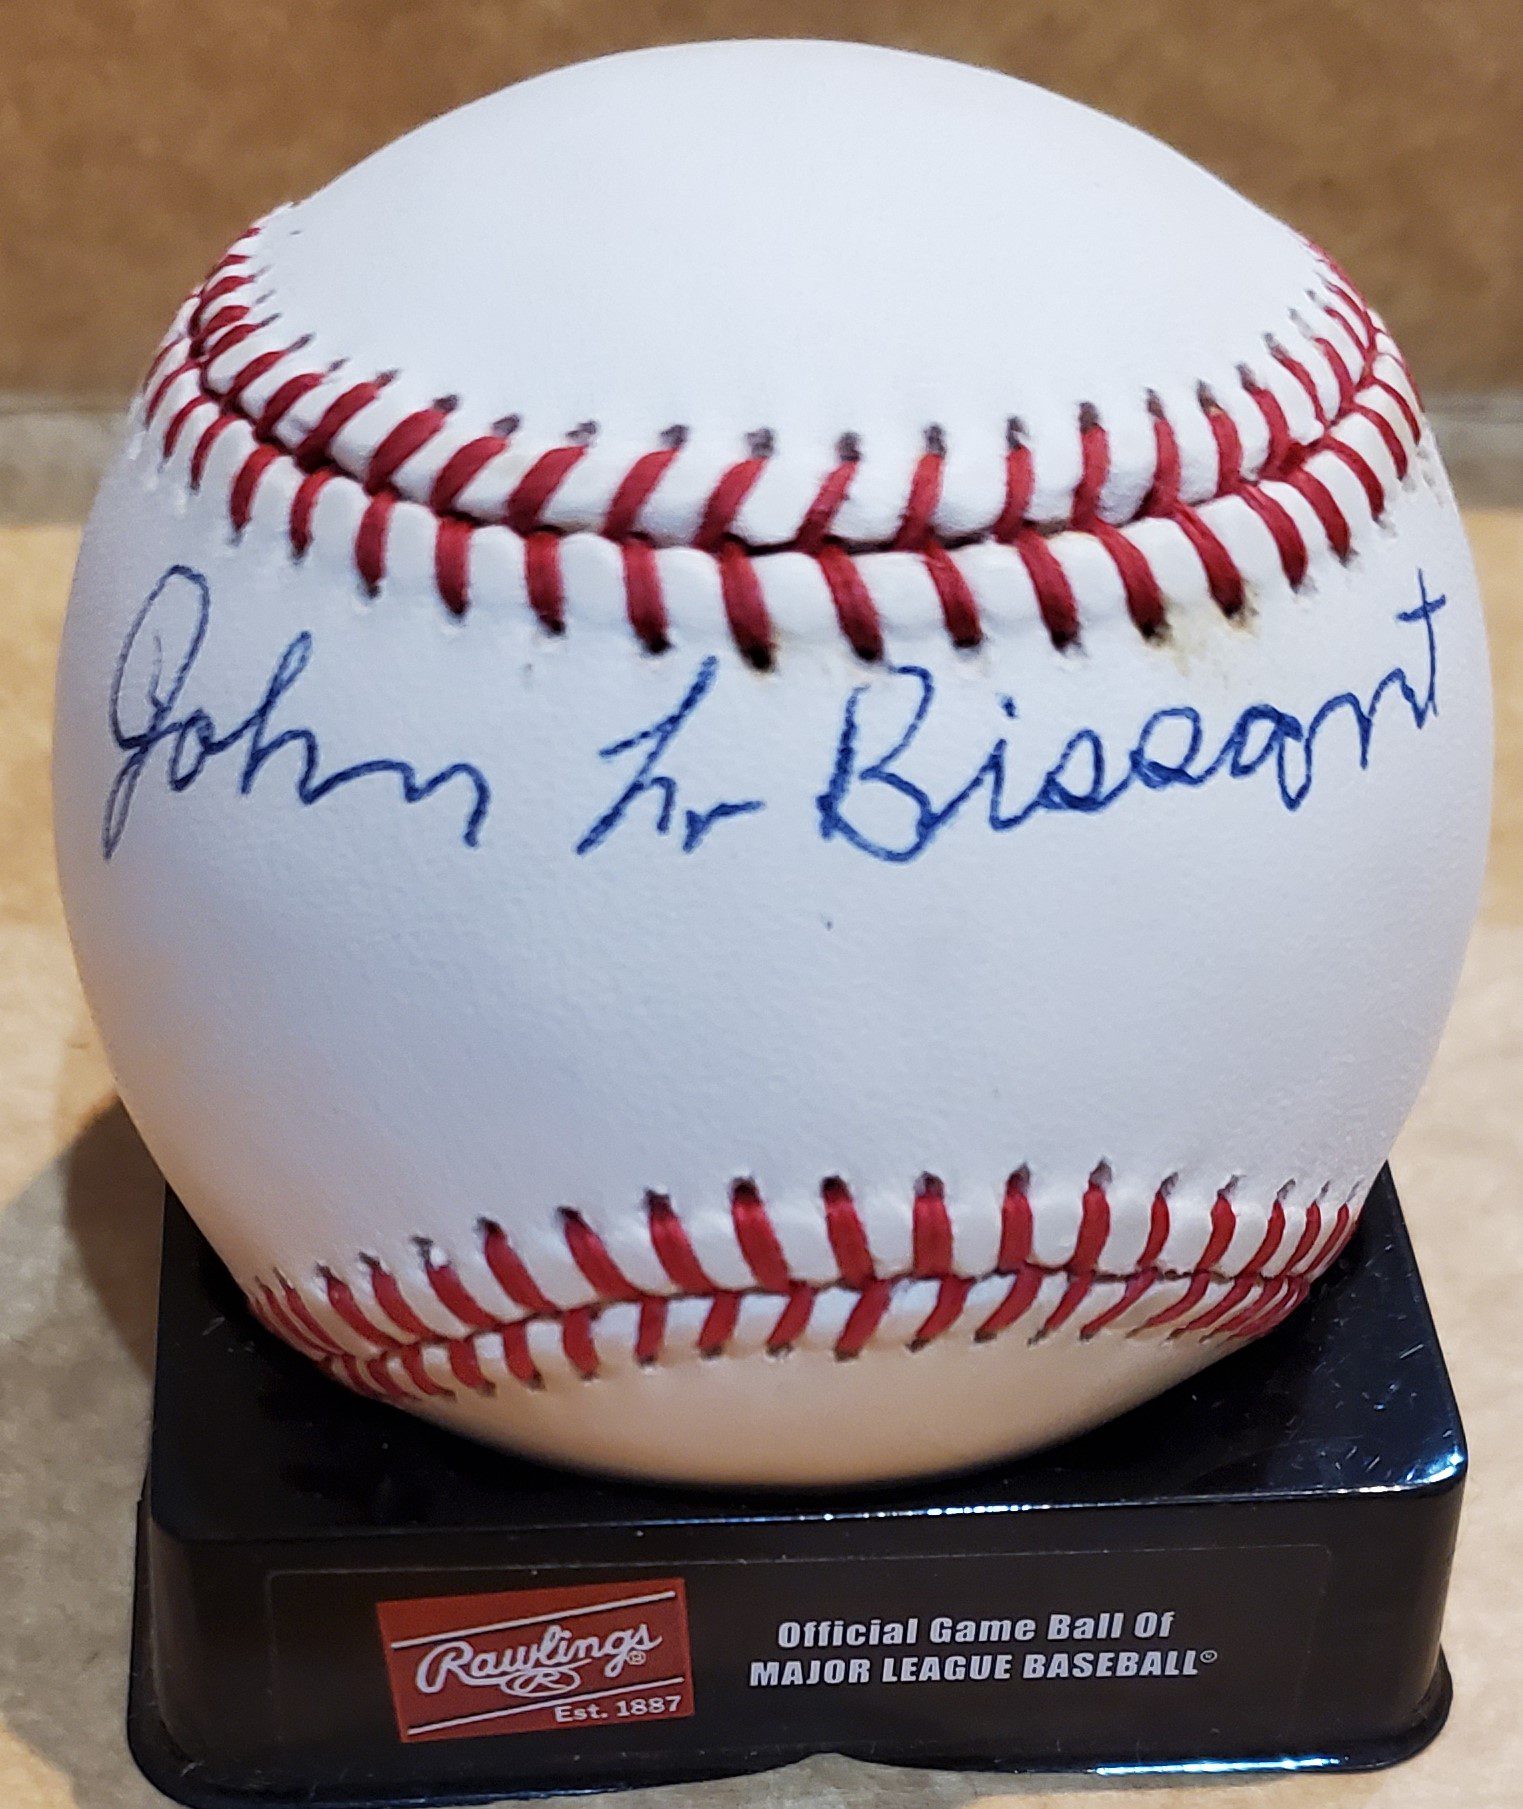 John L. Bissant
Rawlings®
R
Est. 1887
Official Game Ball Of
MAJOR LEAGUE BASEBALL®